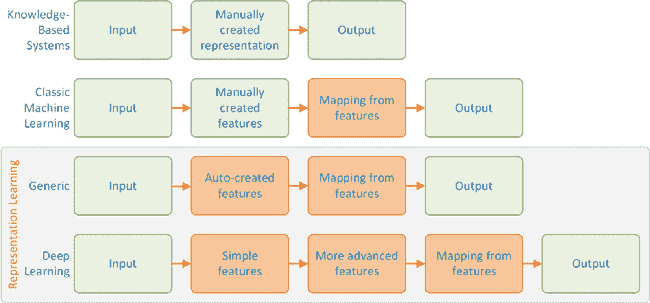 Knowledge-
Based
Systems
Input
Manually
created
representation
Output
Classic
Machine
Learning
Input
Manually
created
features
Mapping from
features
Output
Representation Learning
Generic
Input
Auto-created
features
Mapping from
features
Output
Deep
Learning
Input
Simple
features
More advanced
features
Mapping from
features
Output